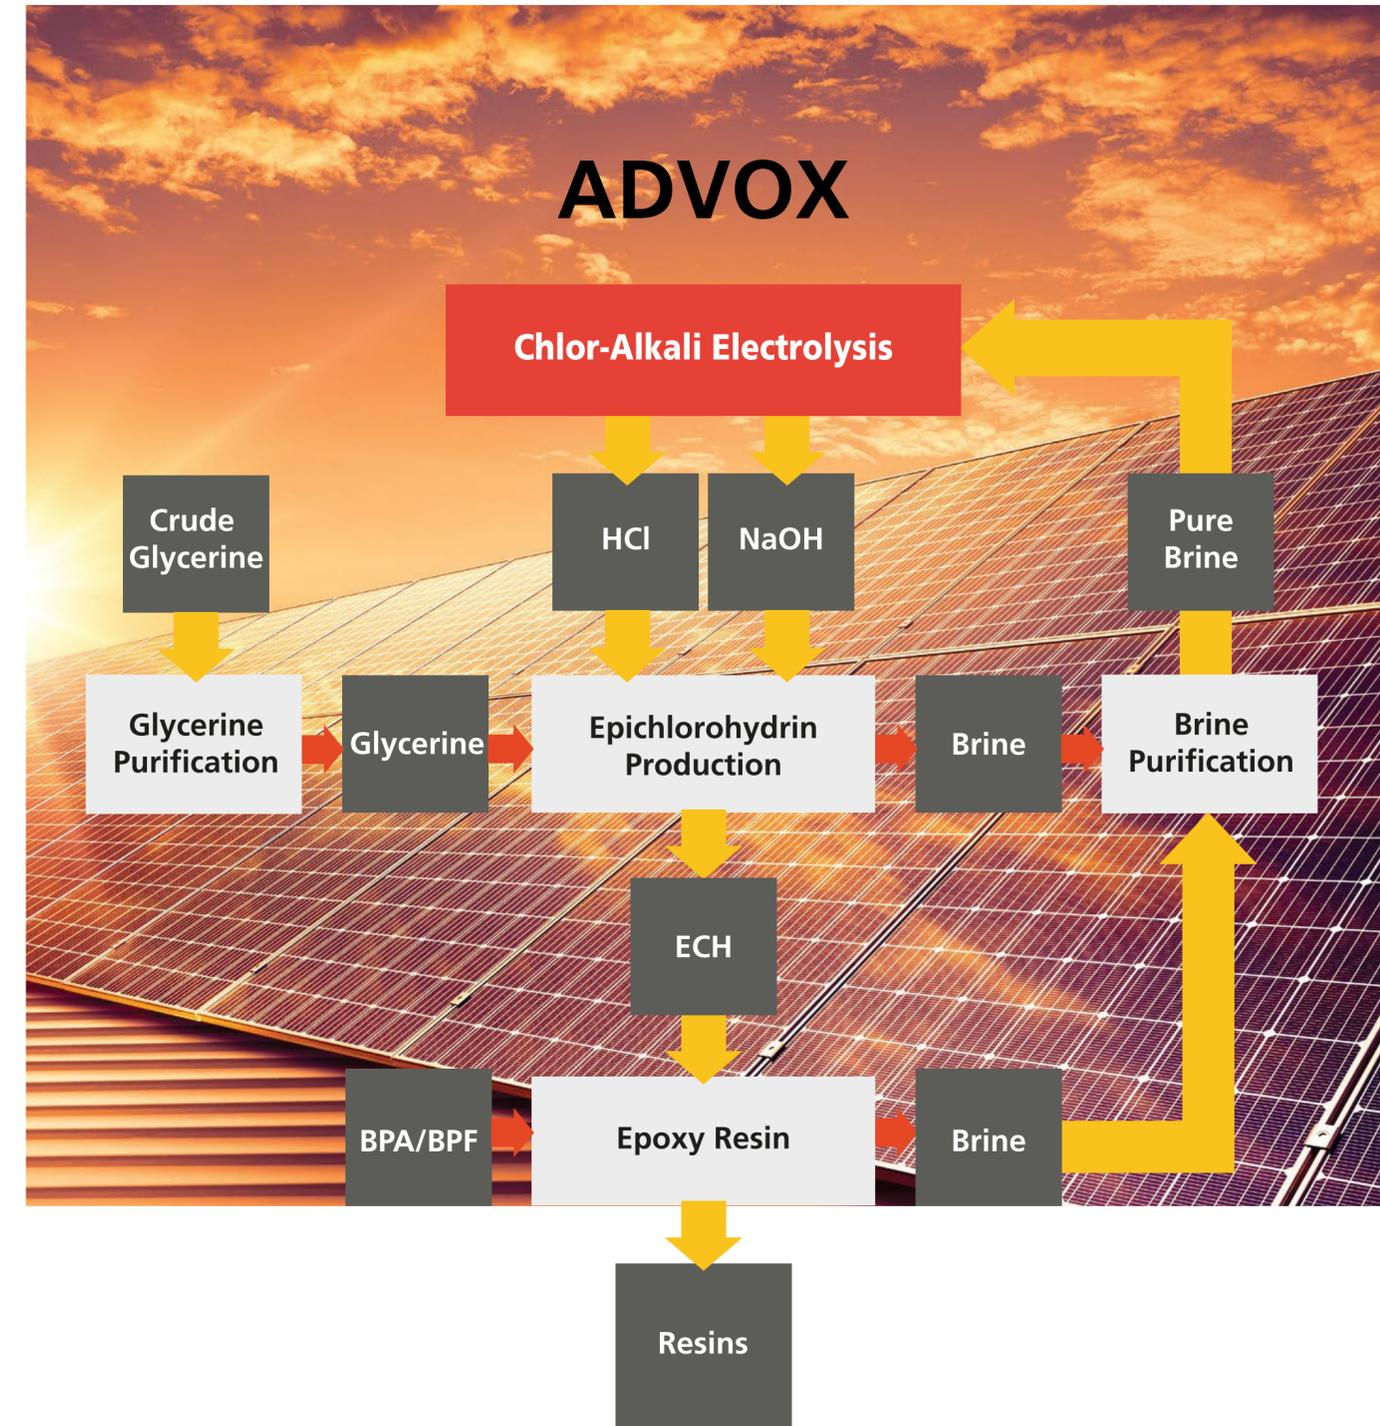 ADVOX
Chlor-Alkali Electrolysis
Crude
Glycerine
HCl
NaOH
Pure
Brine
Glycerine
Purification
Glycerine
Epichlorohydrin
Production
Brine
Brine
Purification
ECH
BPA/BPF
Epoxy Resin
Brine
Resins